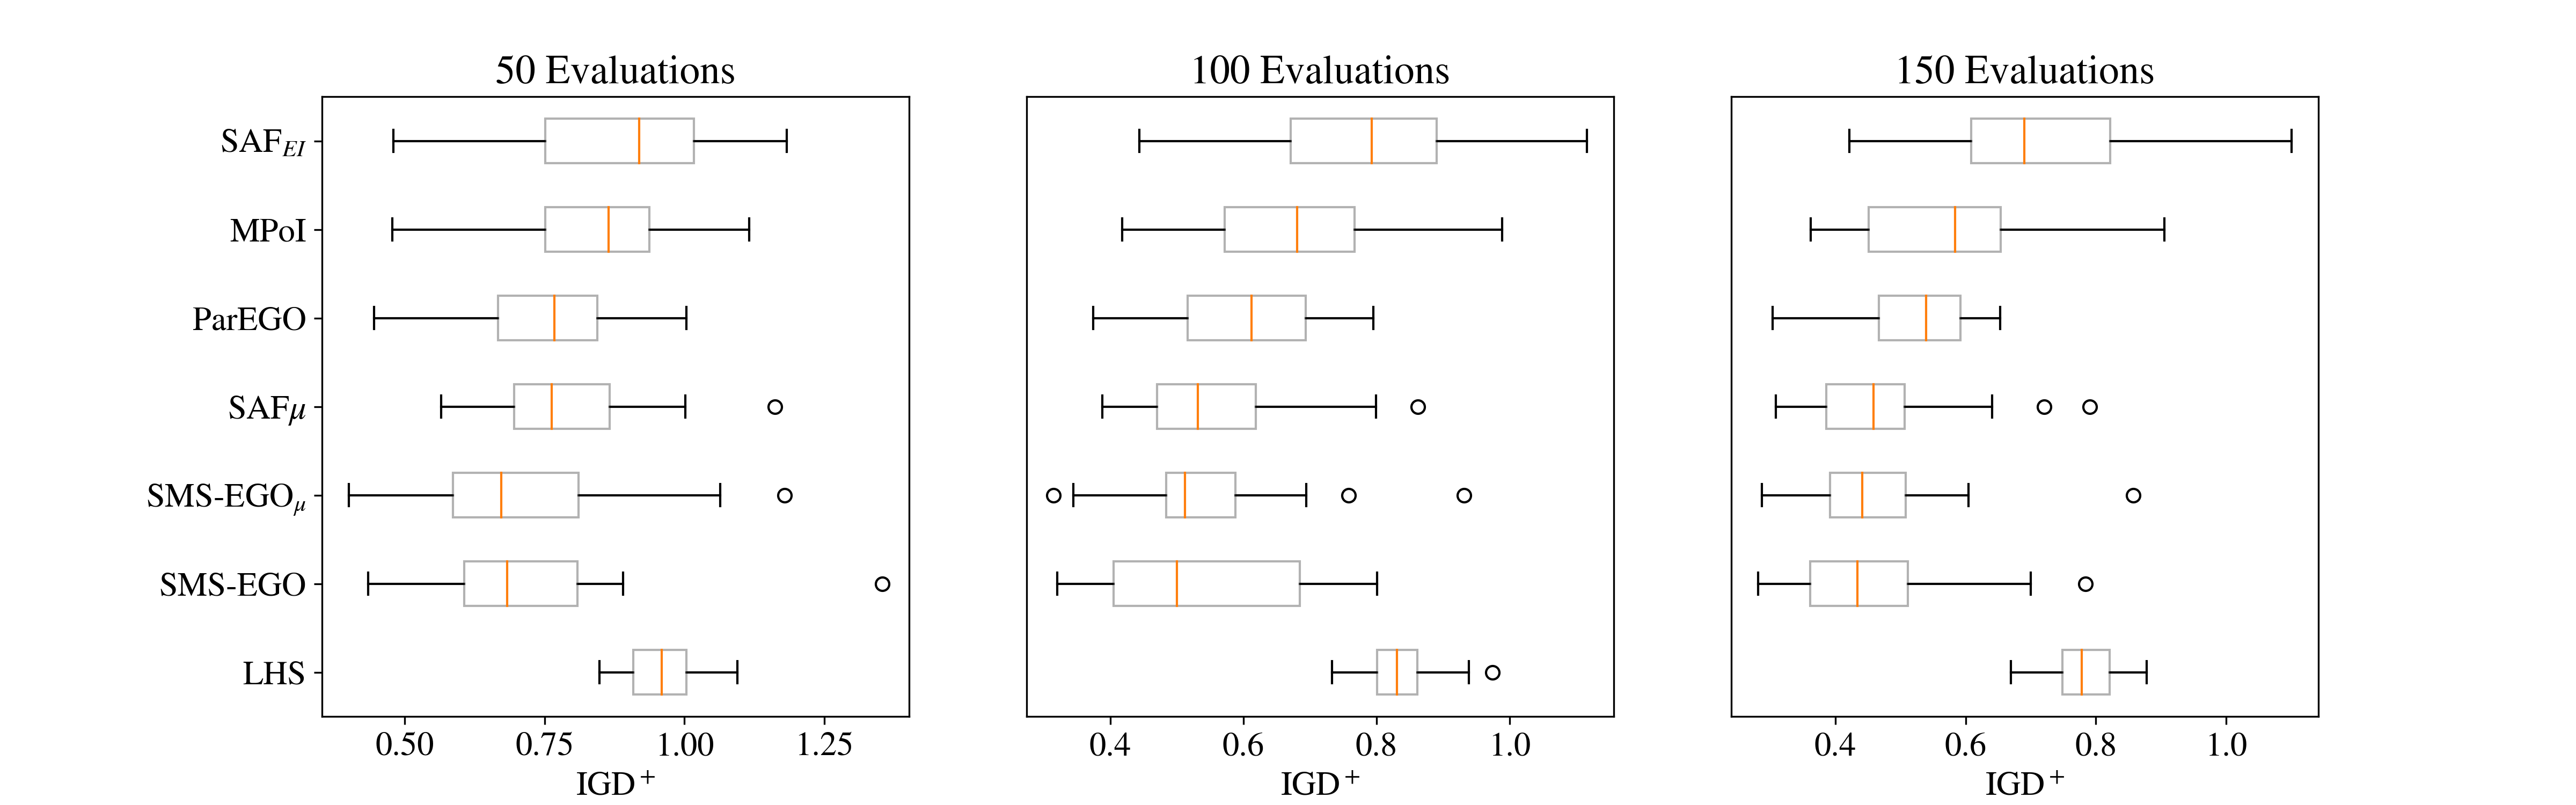 50 Evaluations
100 Evaluations
150 Evaluations
SAF_EI
MPoI
ParEGO
SAFμ
SMS-EGO_μ
SMS-EGO
LHS
0.50 0.75 1.00 1.25
IGD⁺
0.4 0.6 0.8 1.0
IGD⁺
0.4 0.6 0.8 1.0
IGD⁺